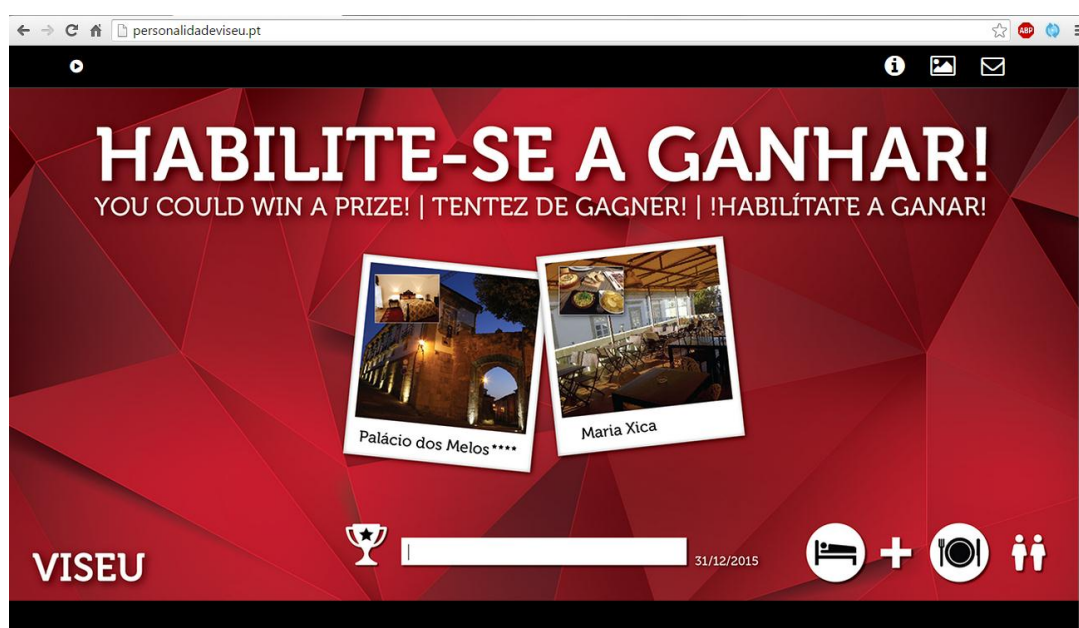 personalidadeviseu.pt
ABP
HABILITE-SE A GANHAR!
YOU COULD WIN A PRIZE! | TENTEZ DE GAGNER! | !HABILÍTATE A GANAR!
Palácio dos Melos****
Maria Xica
31/12/2015
VISEU